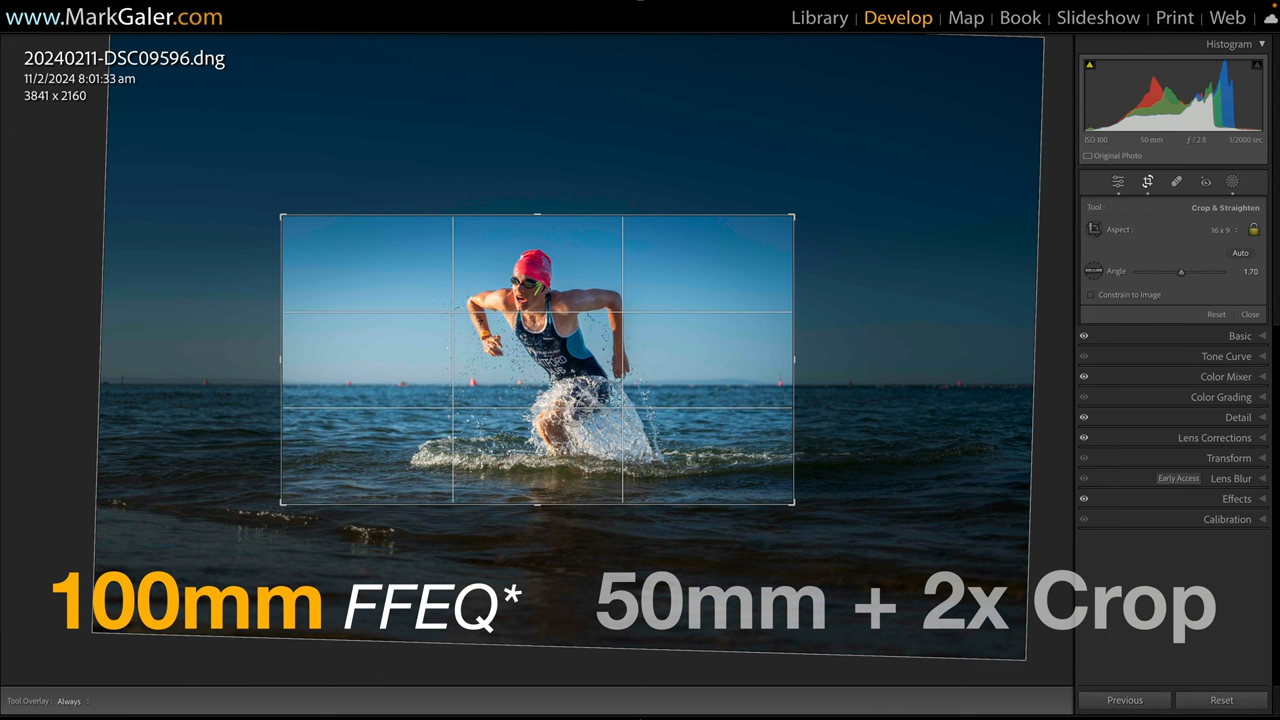 www.MarkGaler.com
Library | Develop | Map | Book | Slideshow | Print | Web
20240211-DSC09596.dng
11/2/2024 8:01:33 am
3841 x 2160
Histogram
ISO 100 50 mm ƒ / 2.8 1/2000 sec
Original Photo
Tool : Crop & Straighten
Aspect : 16 x 9
Auto
Angle 1.70
Constrain to Image
Reset Close
Basic
Tone Curve
Color Mixer
Color Grading
Detail
Lens Corrections
Transform
Early Access Lens Blur
Effects
Calibration
100mm FFEQ* 50mm + 2x Crop
Tool Overlay : Always
Previous Reset